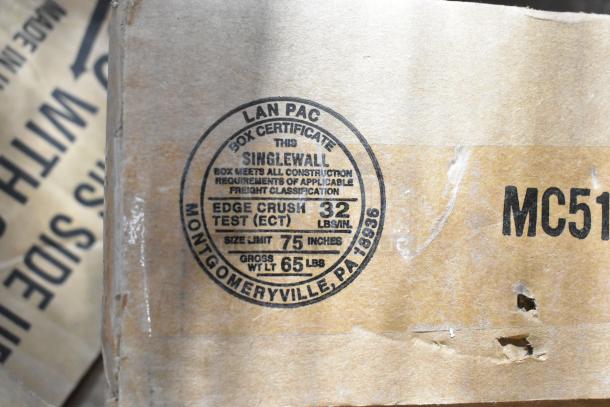 LAN PAC
BOX CERTIFICATE
THIS
SINGLEWALL
BOX MEETS ALL CONSTRUCTION
REQUIREMENTS OF APPLICABLE
FREIGHT CLASSIFICATION
EDGE CRUSH
TEST (ECT)
32
LBS/IN.
SIZE LIMIT 75 INCHES
GROSS
WT LT 65 LBS
MONTGOMERYVILLE, PA 18936
MC51
MADE IN
WITH
SIDE UP